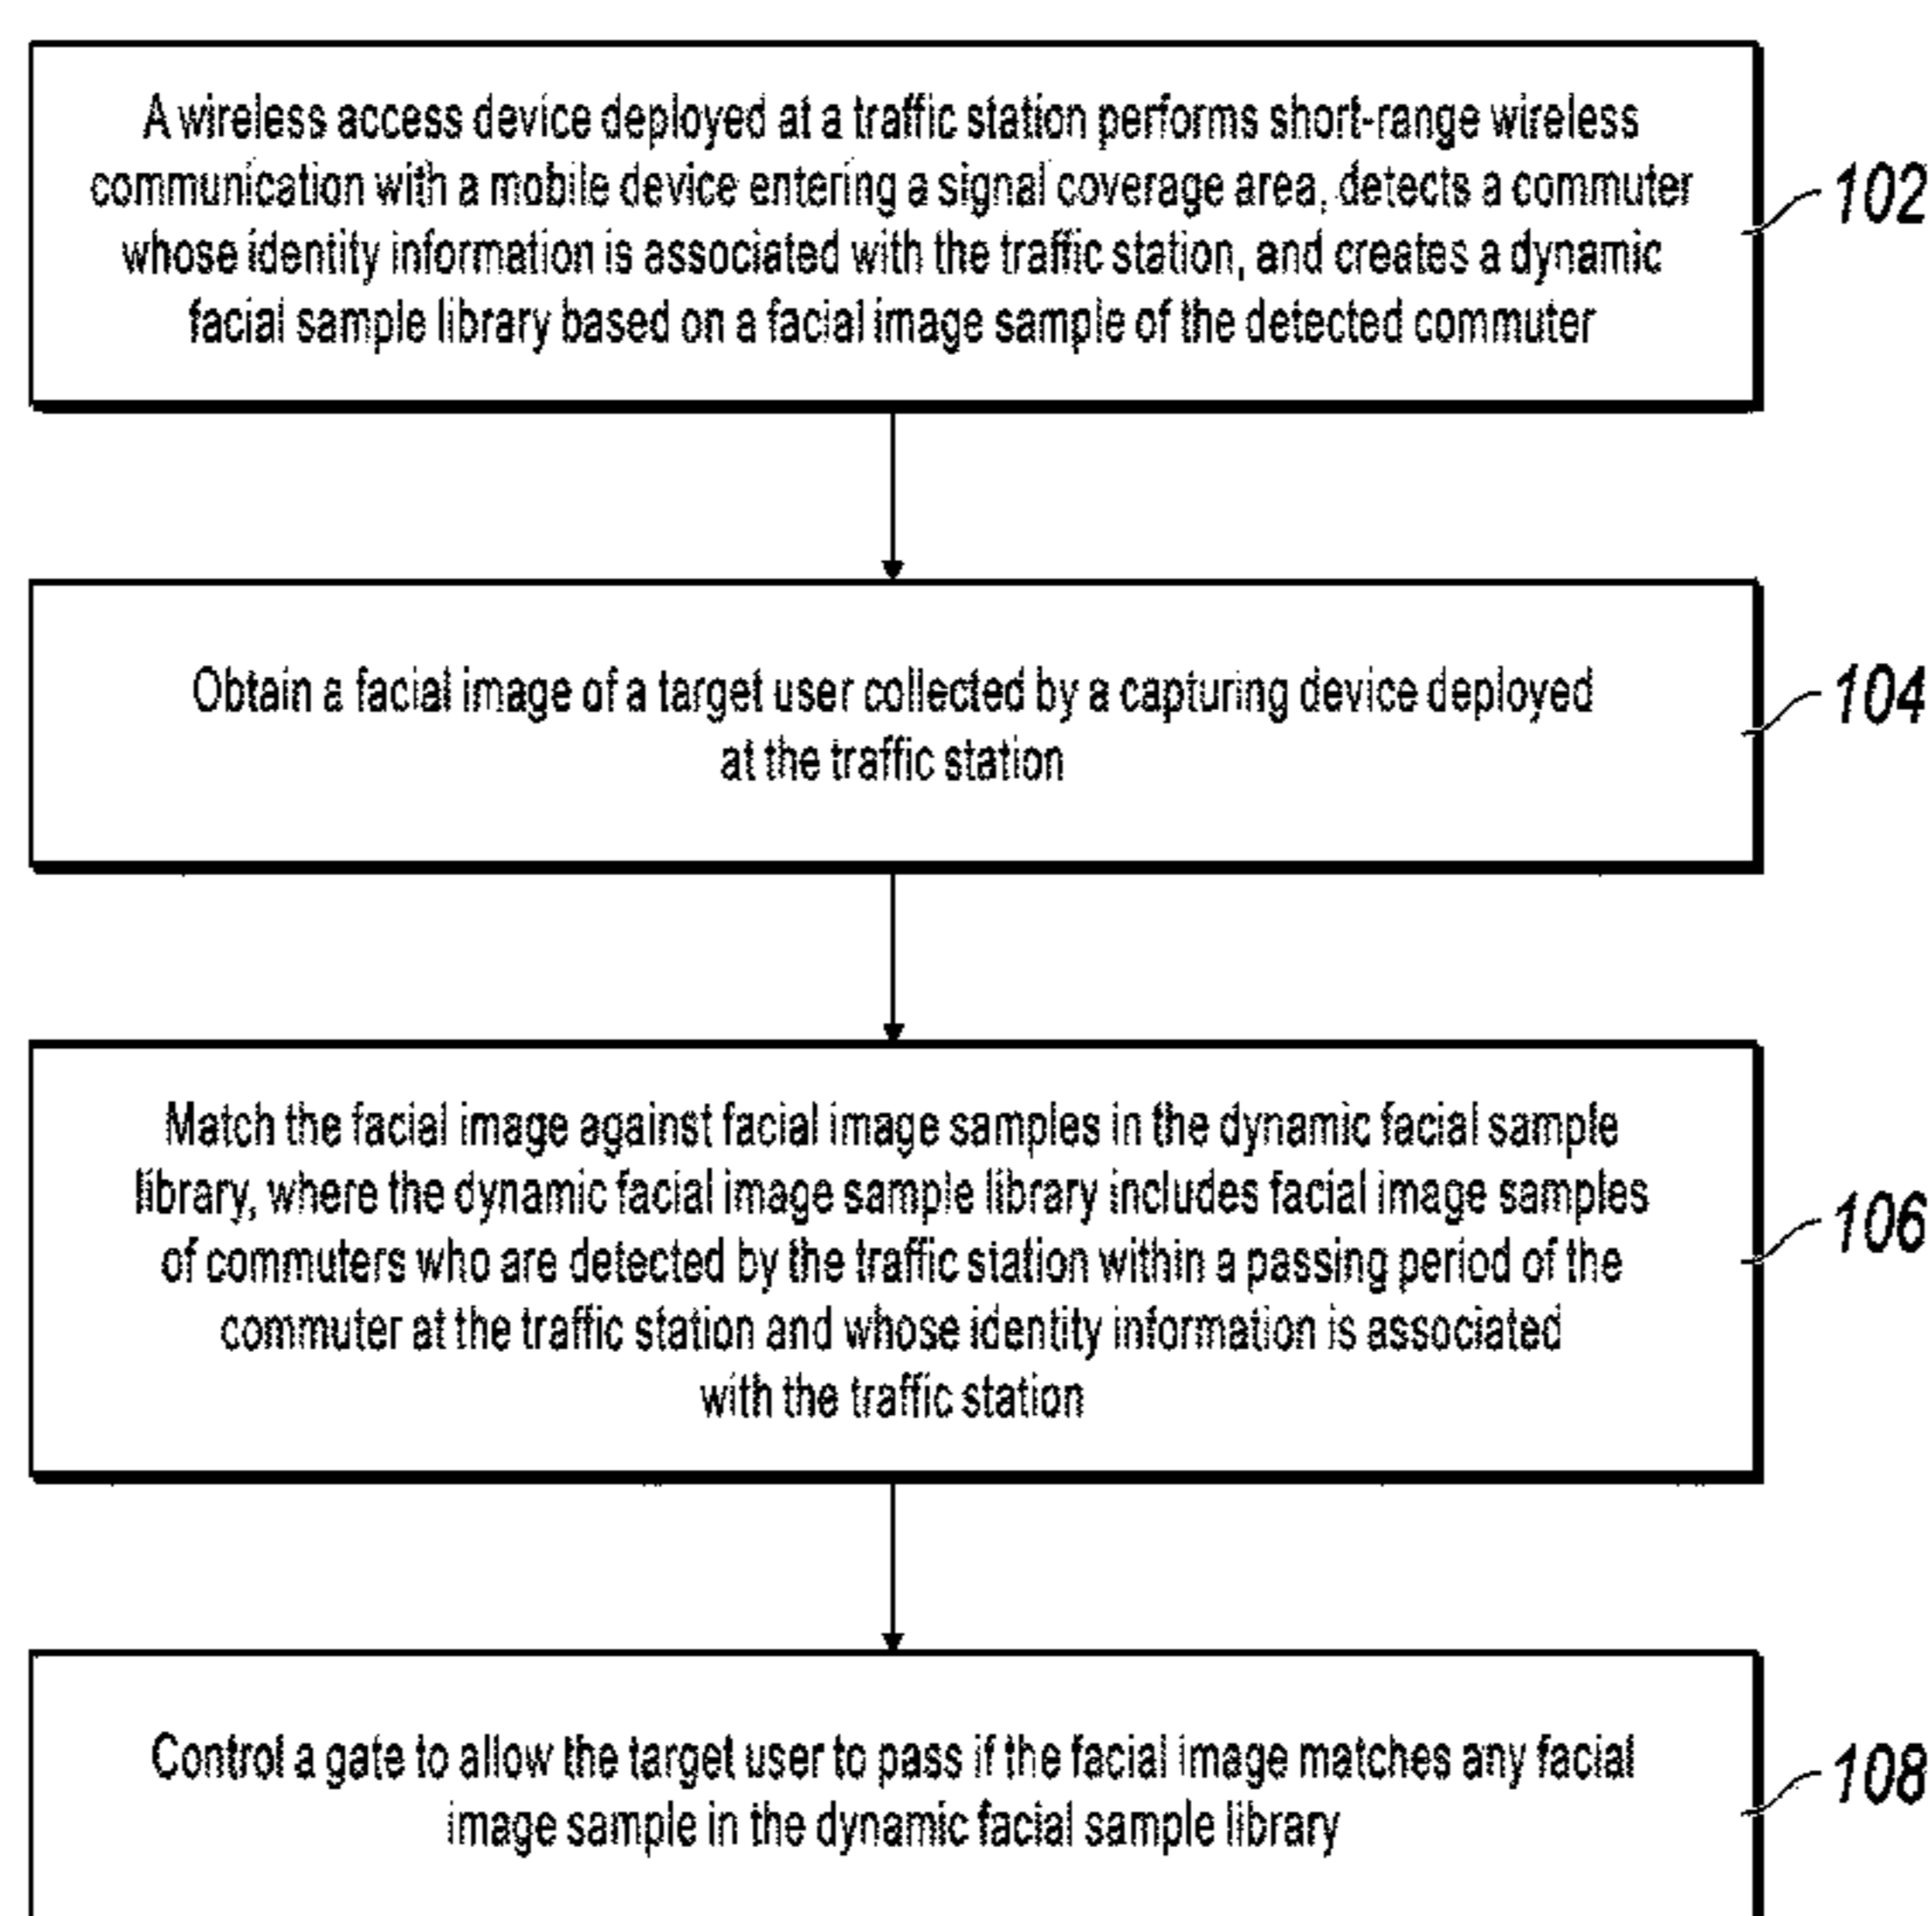 A wireless access device deployed at a traffic station performs short-range wireless
communication with a mobile device entering a signal coverage area, detects a commuter
whose identity information is associated with the traffic station, and creates a dynamic
facial sample library based on a facial image sample of the detected commuter
102
Obtain a facial image of a target user collected by a capturing device deployed
at the traffic station
104
Match the facial image against facial image samples in the dynamic facial sample
library, where the dynamic facial image sample library includes facial image samples
of commuters who are detected by the traffic station within a passing period of the
commuter at the traffic station and whose identity information is associated
with the traffic station
106
Control a gate to allow the target user to pass if the facial image matches any facial
image sample in the dynamic facial sample library
108